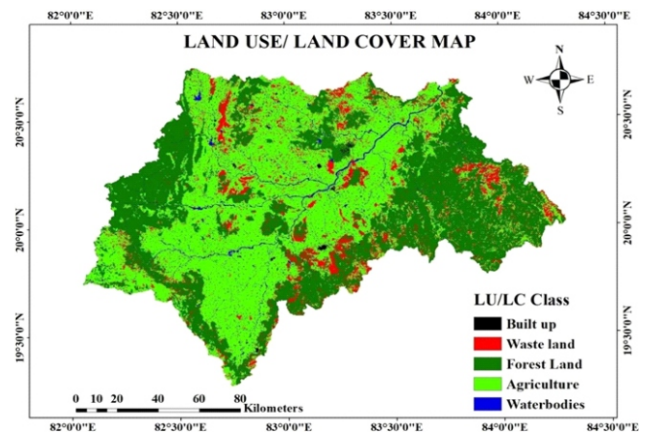 82°0'0"E 82°30'0"E 83°0'0"E 83°30'0"E 84°0'0"E 84°30'0"E
LAND USE/ LAND COVER MAP
N
W E
S
20°30'0"N 20°30'0"N
20°0'0"N 20°0'0"N
19°30'0"N 19°30'0"N
LU/LC Class
Built up
Waste land
Forest Land
Agriculture
Waterbodies
0 10 20 40 60 80
Kilometers
82°0'0"E 82°30'0"E 83°0'0"E 83°30'0"E 84°0'0"E 84°30'0"E